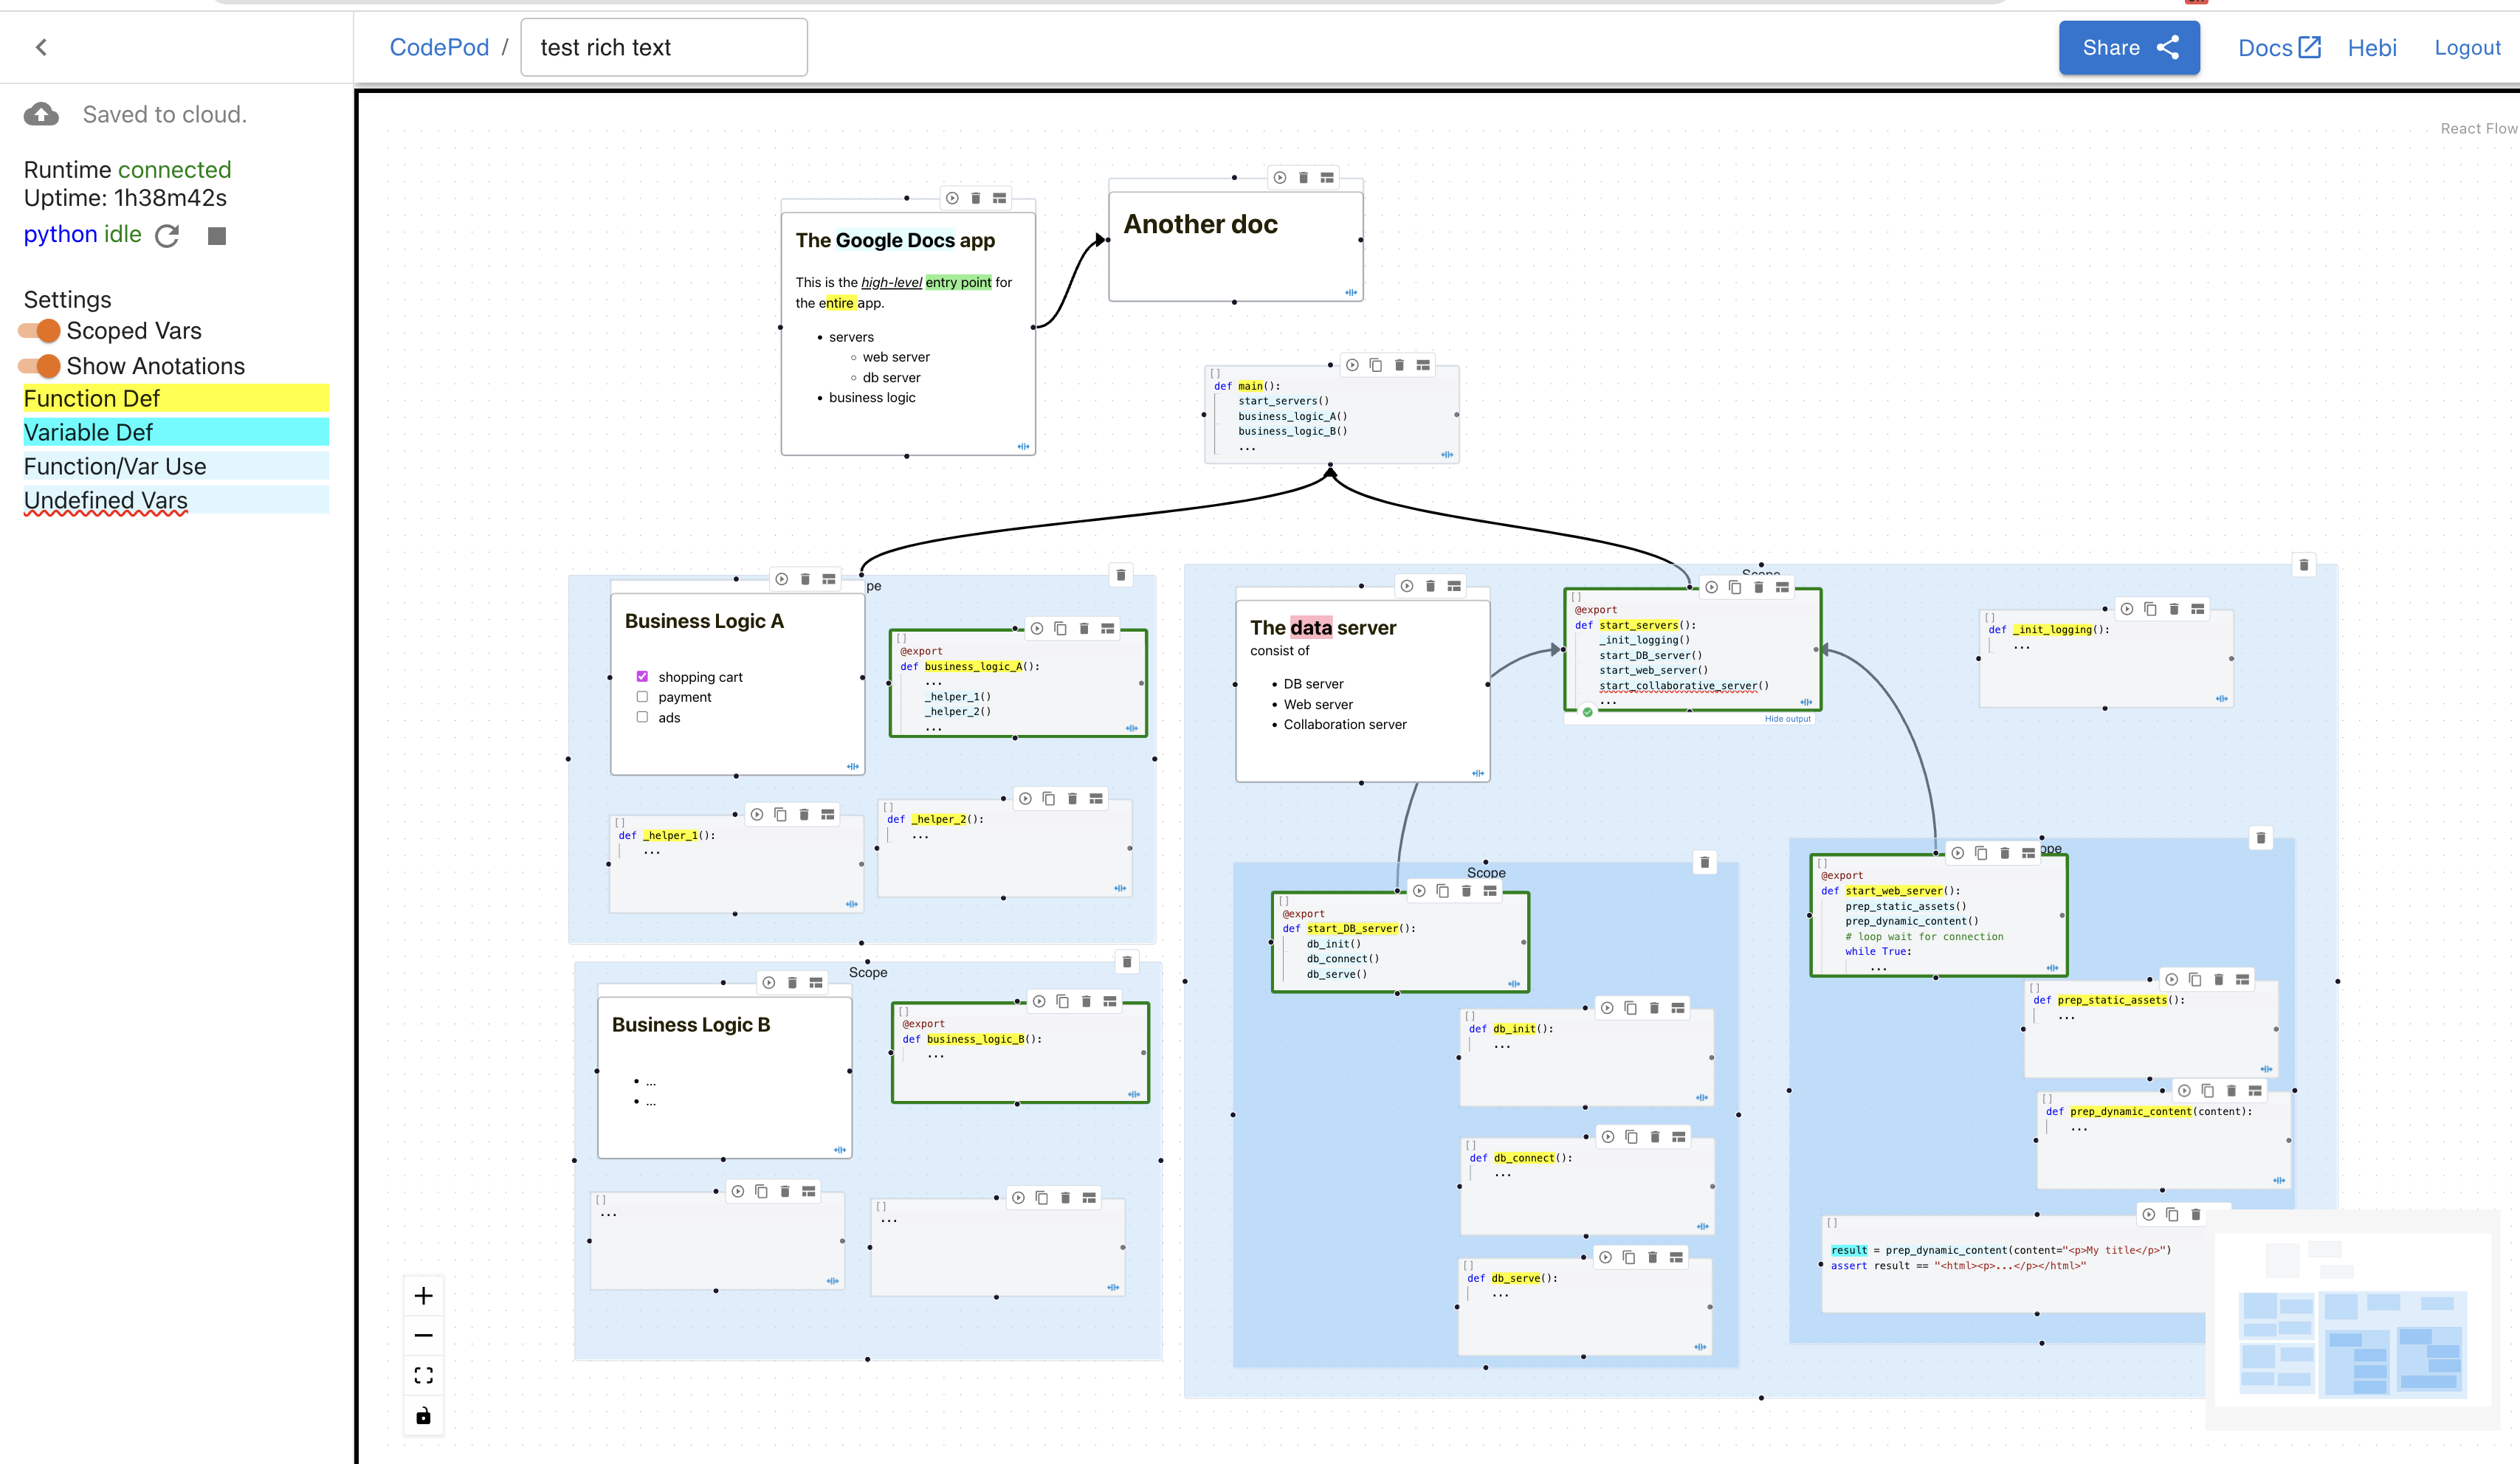 CodePod / test rich text
Share
Docs
Hebi
Logout
Saved to cloud.
Runtime connected
Uptime: 1h38m42s
python idle
Settings
Scoped Vars
Show Anotations
Function Def
Variable Def
Function/Var Use
Undefined Vars
React Flow
The Google Docs app
This is the high-level entry point for
the entire app.
• servers
◦ web server
◦ db server
• business logic
Another doc
[ ]
def main():
start_servers()
business_logic_A()
business_logic_B()
...
pe
Business Logic A
shopping cart
payment
ads
[ ]
@export
def business_logic_A():
...
_helper_1()
_helper_2()
...
[ ]
def _helper_1():
...
[ ]
def _helper_2():
...
Scope
Business Logic B
• ...
• ...
[ ]
@export
def business_logic_B():
...
[ ]
...
[ ]
...
Scope
The data server
consist of
• DB server
• Web server
• Collaboration server
[ ]
@export
def start_servers():
_init_logging()
start_DB_server()
start_web_server()
start_collaborative_server()
...
Hide output
[ ]
def _init_logging():
...
Scope
[ ]
@export
def start_DB_server():
db_init()
db_connect()
db_serve()
[ ]
def db_init():
...
[ ]
def db_connect():
...
[ ]
def db_serve():
...
ope
[ ]
@export
def start_web_server():
prep_static_assets()
prep_dynamic_content()
# loop wait for connection
while True:
...
[ ]
def prep_static_assets():
...
[ ]
def prep_dynamic_content(content):
...
[ ]
result = prep_dynamic_content(content="<p>My title</p>")
assert result == "<html><p>...</p></html>"